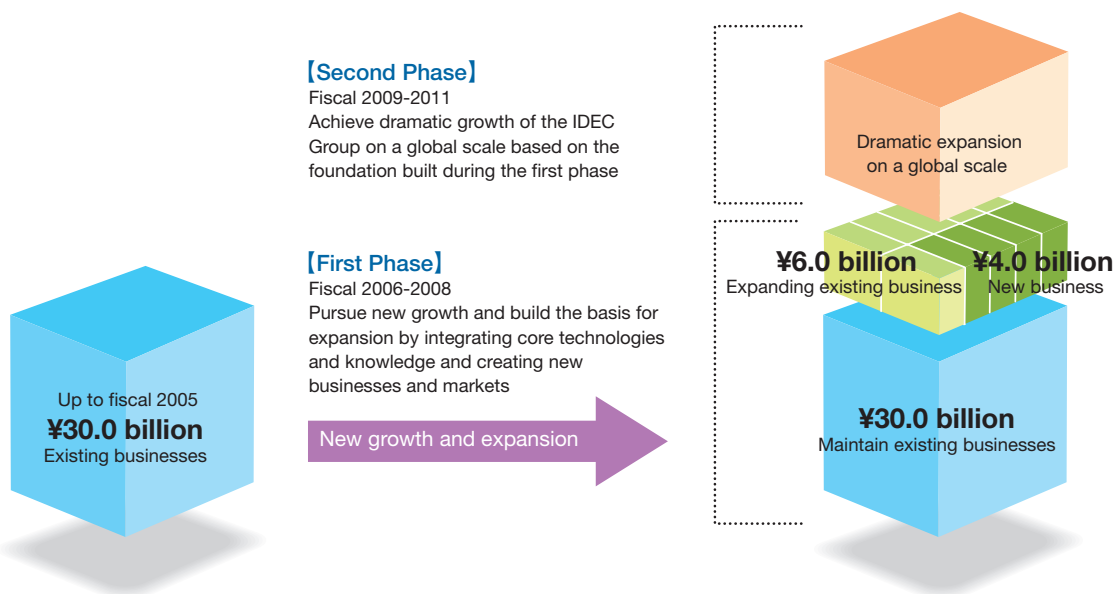 【Second Phase】
Fiscal 2009-2011
Achieve dramatic growth of the IDEC
Group on a global scale based on the
foundation built during the first phase
Dramatic expansion
on a global scale
【First Phase】
Fiscal 2006-2008
Pursue new growth and build the basis for
expansion by integrating core technologies
and knowledge and creating new
businesses and markets
¥6.0 billion
Expanding existing business
¥4.0 billion
New business
Up to fiscal 2005
¥30.0 billion
Existing businesses
New growth and expansion
¥30.0 billion
Maintain existing businesses